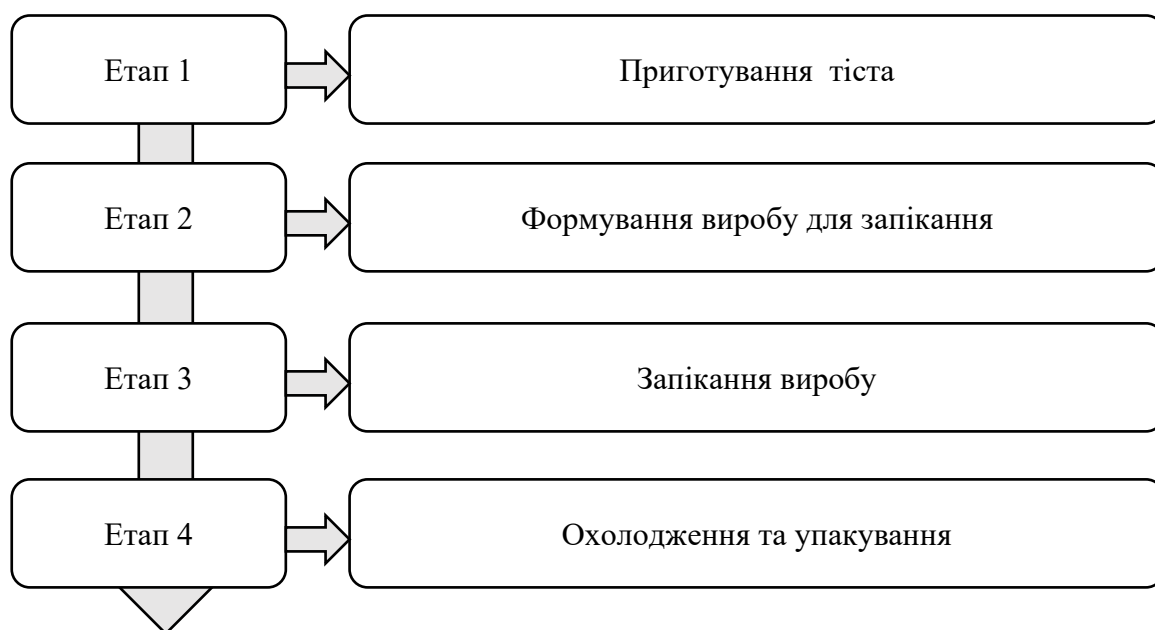 Етап 1
Приготування тіста
Етап 2
Формування виробу для запікання
Етап 3
Запікання виробу
Етап 4
Охолодження та упакування